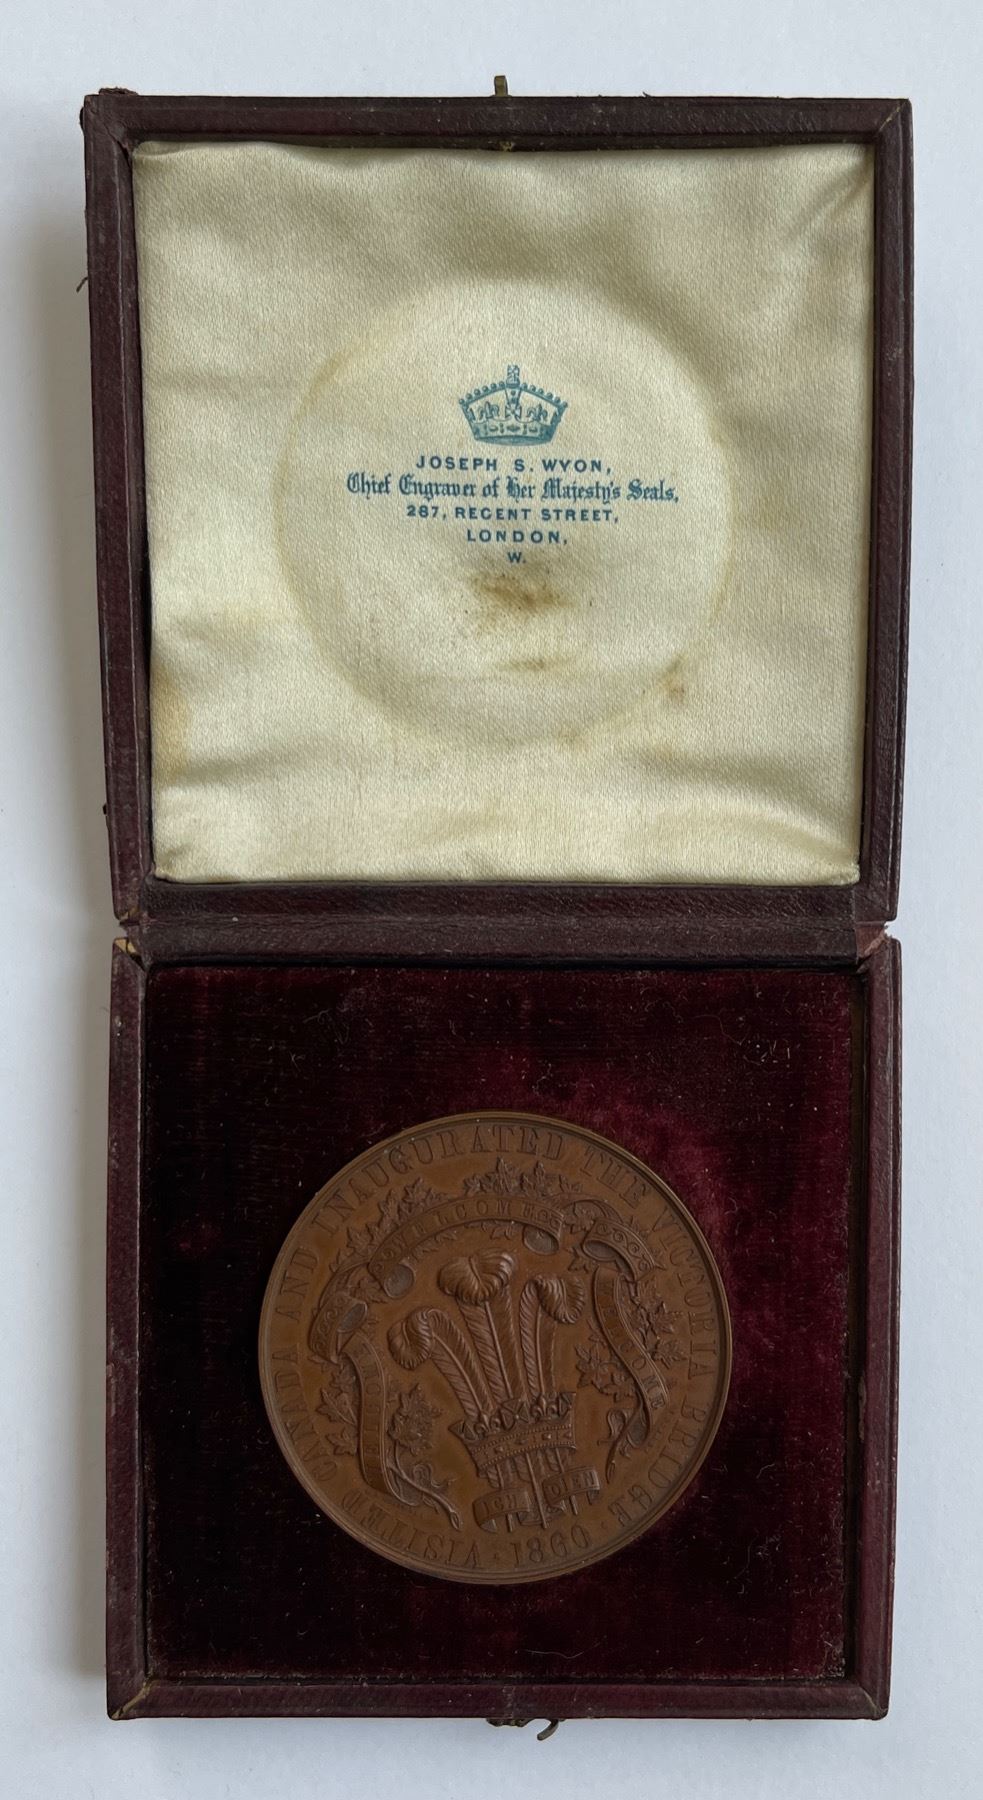 JOSEPH S. WYON,
Chief Engraver of Her Majesty's Seals,
287, REGENT STREET,
LONDON,
W.
VISITED CANADA AND INAUGURATED THE VICTORIA BRIDGE · 1860 ·
WELCOME
WELCOME
WELCOME
ICH DIEN